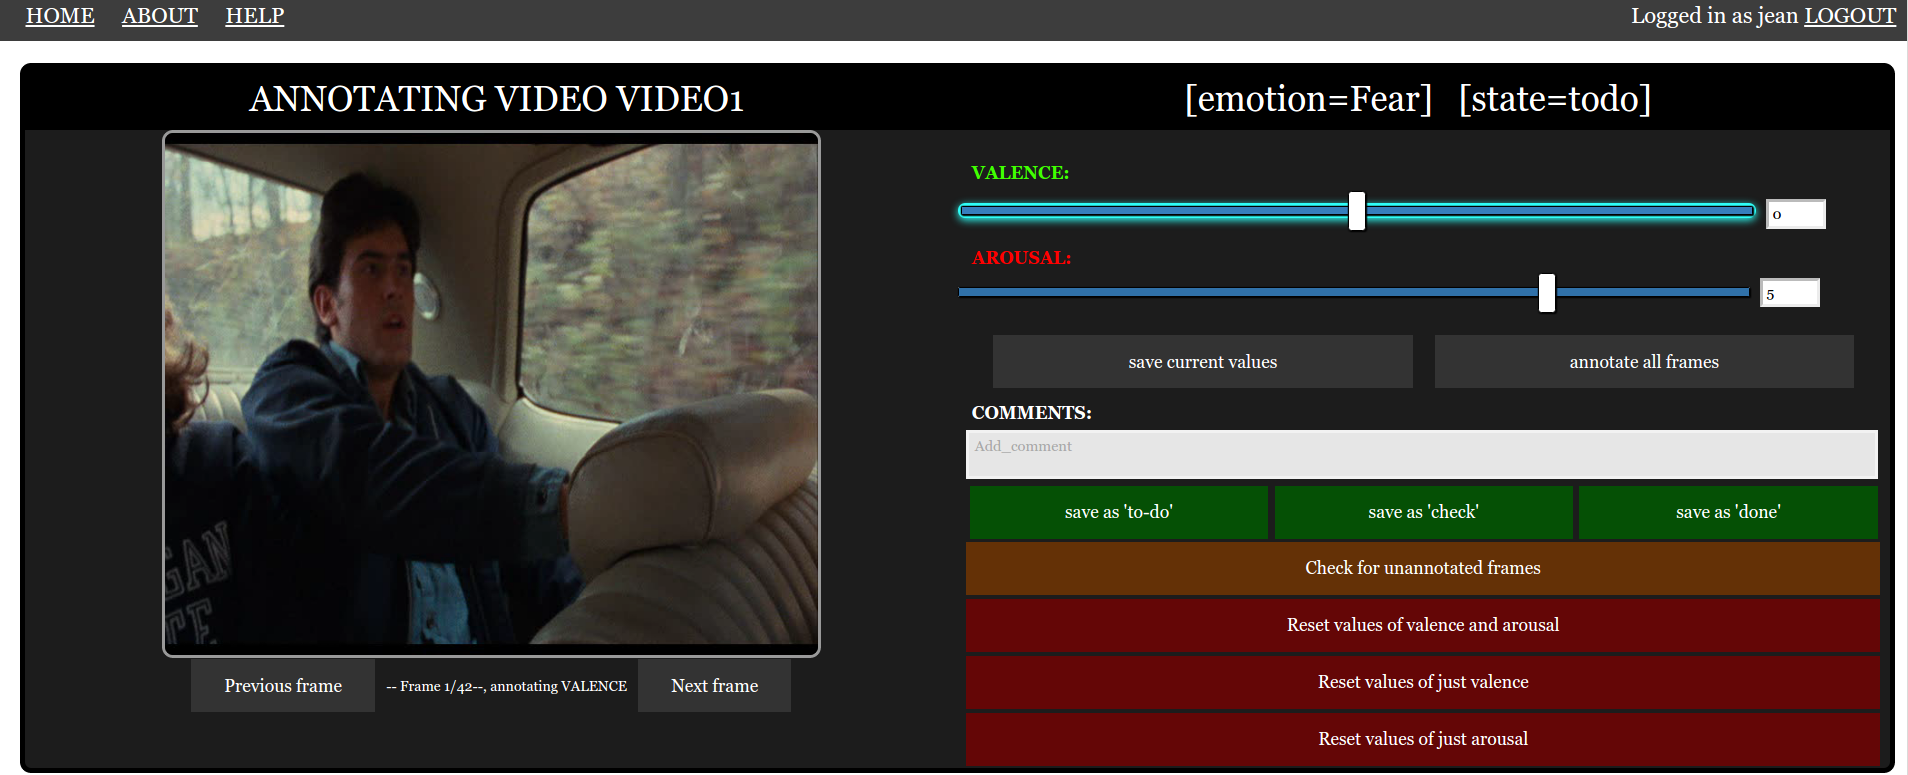 HOME ABOUT HELP Logged in as jean LOGOUT
ANNOTATING VIDEO VIDEO1 [emotion=Fear] [state=todo]
VALENCE:
0
AROUSAL:
5
save current values annotate all frames
COMMENTS:
Add_comment
save as 'to-do' save as 'check' save as 'done'
Check for unannotated frames
Reset values of valence and arousal
Reset values of just valence
Reset values of just arousal
Previous frame -- Frame 1/42--, annotating VALENCE Next frame